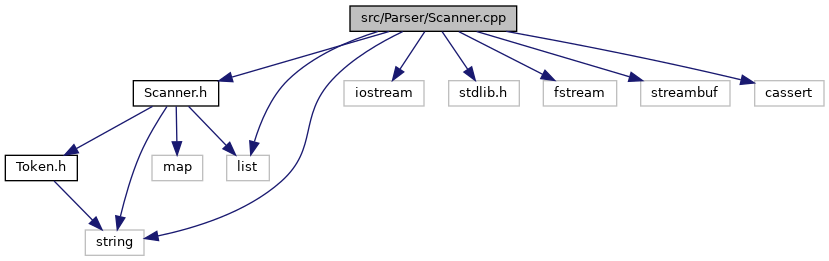 src/Parser/Scanner.cpp
Scanner.h
iostream
stdlib.h
fstream
streambuf
cassert
Token.h
map
list
string